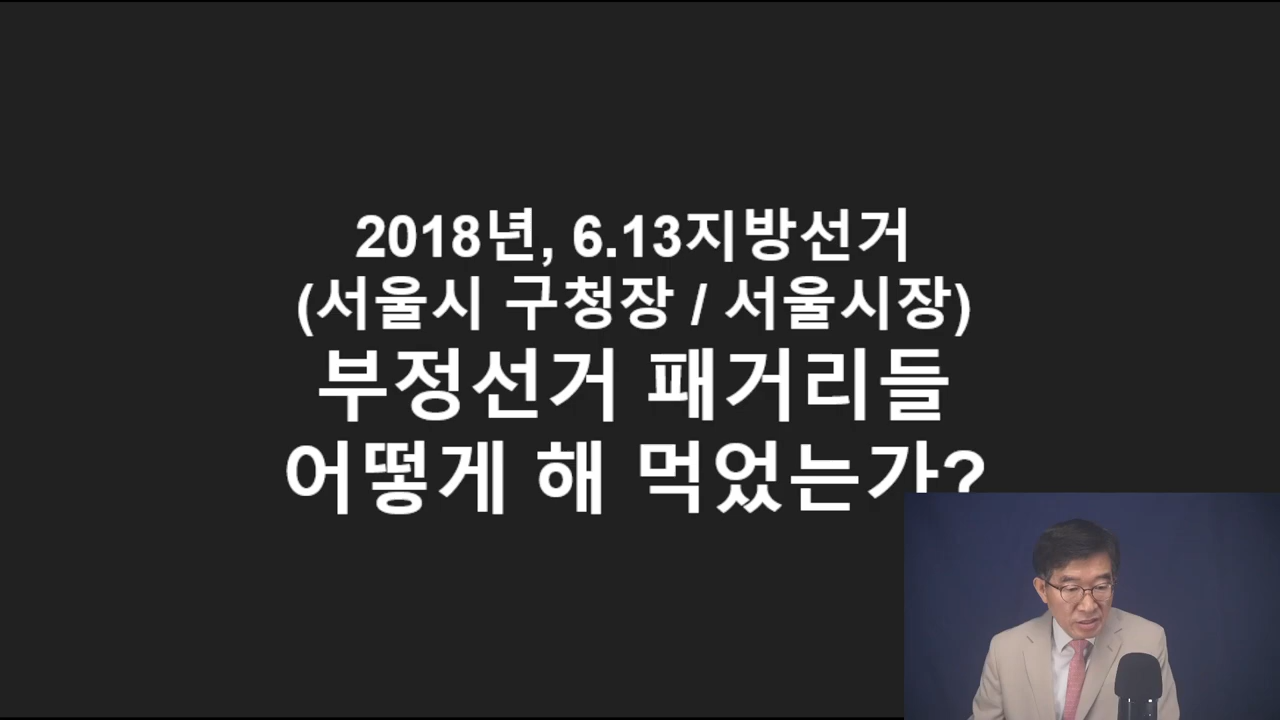 2018년, 6.13지방선거
(서울시 구청장 / 서울시장)
부정선거 패거리들
어떻게 해 먹었는가?